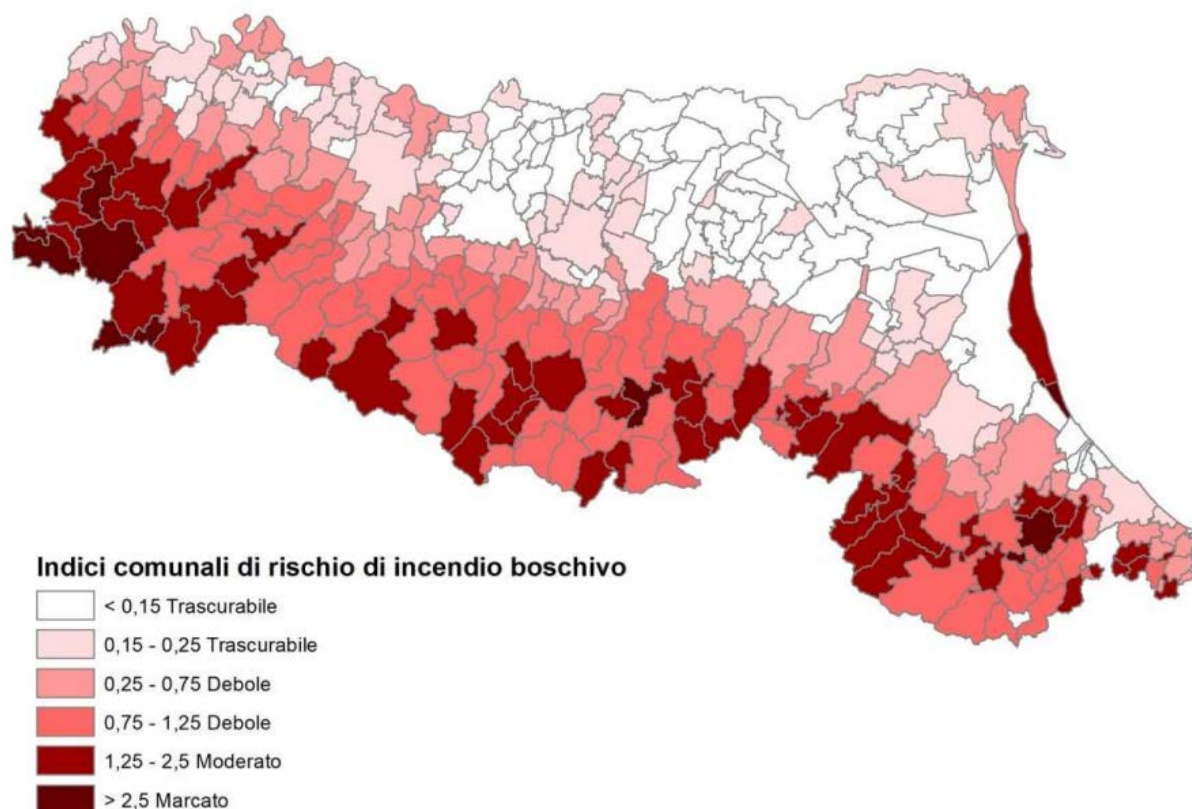 Indici comunali di rischio di incendio boschivo
< 0,15 Trascurabile
0,15 - 0,25 Trascurabile
0,25 - 0,75 Debole
0,75 - 1,25 Debole
1,25 - 2,5 Moderato
> 2,5 Marcato